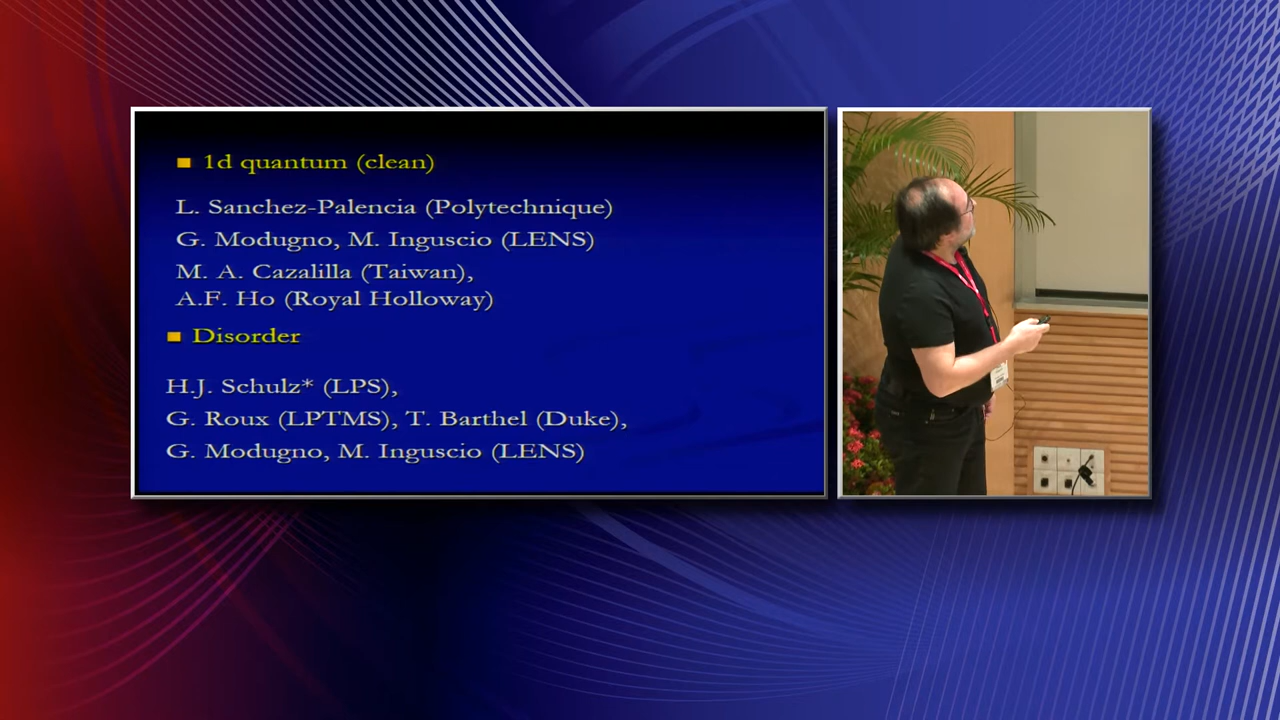 1d quantum (clean)
L. Sanchez-Palencia (Polytechnique)
G. Modugno, M. Inguscio (LENS)
M. A. Cazalilla (Taiwan),
A.F. Ho (Royal Holloway)
Disorder
H.J. Schulz* (LPS),
G. Roux (LPTMS), T. Barthel (Duke),
G. Modugno, M. Inguscio (LENS)